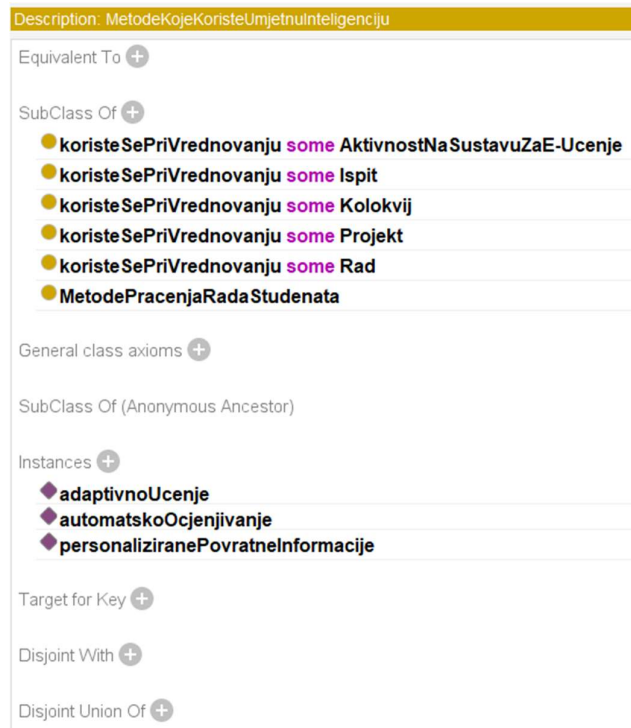 Description: MetodeKojeKoristeUmjetnuInteligenciju
Equivalent To
SubClass Of
koristeSePriVrednovanju some AktivnostNaSustavuZaE-Ucenje
koristeSePriVrednovanju some Ispit
koristeSePriVrednovanju some Kolokvij
koristeSePriVrednovanju some Projekt
koristeSePriVrednovanju some Rad
MetodePracenjaRadaStudenata
General class axioms
SubClass Of (Anonymous Ancestor)
Instances
adaptivnoUcenje
automatskoOcjenjivanje
personaliziranePovratneInformacije
Target for Key
Disjoint With
Disjoint Union Of